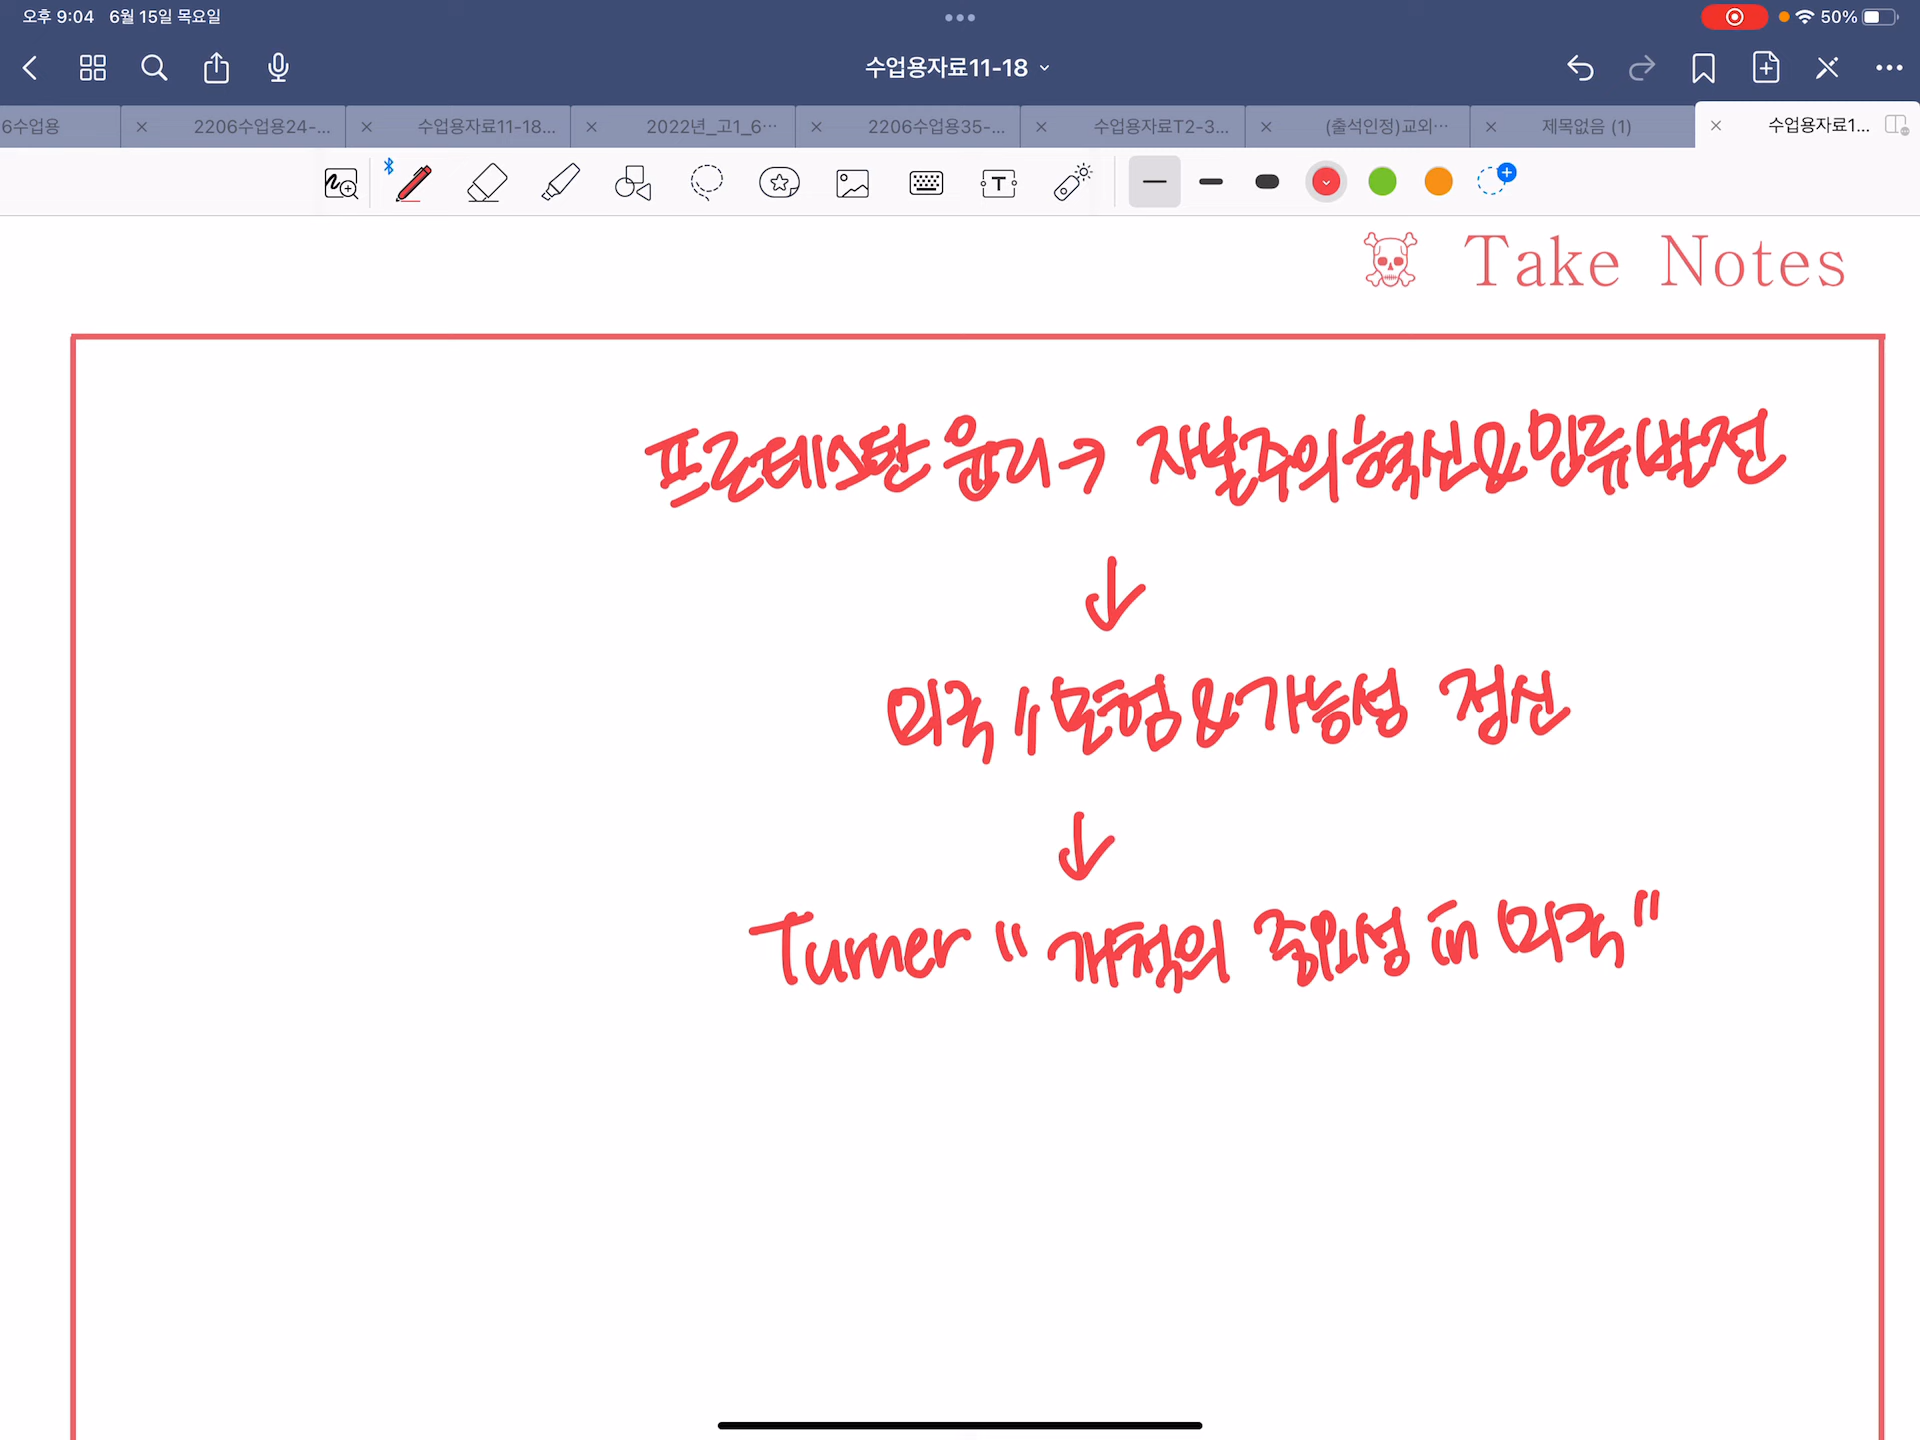 오후 9:04 6월 15일 목요일
50%
수업용자료11-18
6수업용
2206수업용24-...
수업용자료11-18...
2022년_고1_6…
2206수업용35-...
수업용자료T2-3...
(출석인정)교외…
제목없음 (1)
수업용자료1...
Take Notes
프로테스탄 윤리→ 자본주의 혁신&인류발전
↓
미국 〃모험&가능성 정신
↓
Turner "개척의 중요성 in 미국"